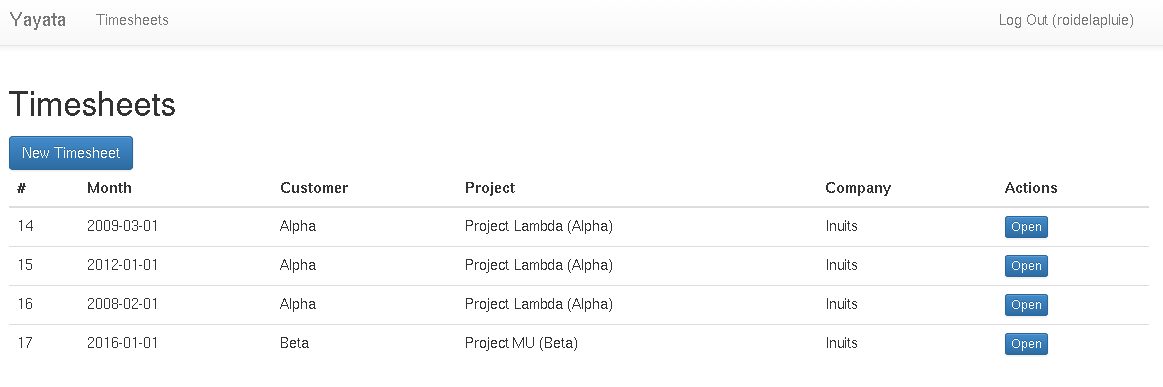 Yayata Timesheets Log Out (roidelapluie)
Timesheets
New Timesheet
# Month Customer Project Company Actions
14 2009-03-01 Alpha Project Lambda (Alpha) Inuits Open
15 2012-01-01 Alpha Project Lambda (Alpha) Inuits Open
16 2008-02-01 Alpha Project Lambda (Alpha) Inuits Open
17 2016-01-01 Beta Project MU (Beta) Inuits Open